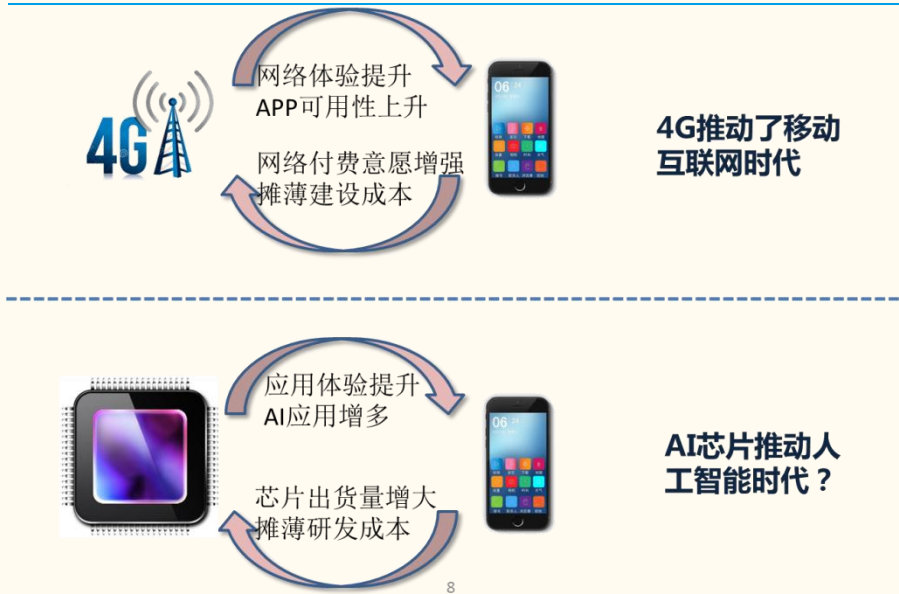 网络体验提升
APP可用性上升
4G
网络付费意愿增强
摊薄建设成本
06
24
4G推动了移动
互联网时代
应用体验提升
AI应用增多
芯片出货量增大
摊薄研发成本
06
24
AI芯片推动人
工智能时代？
8